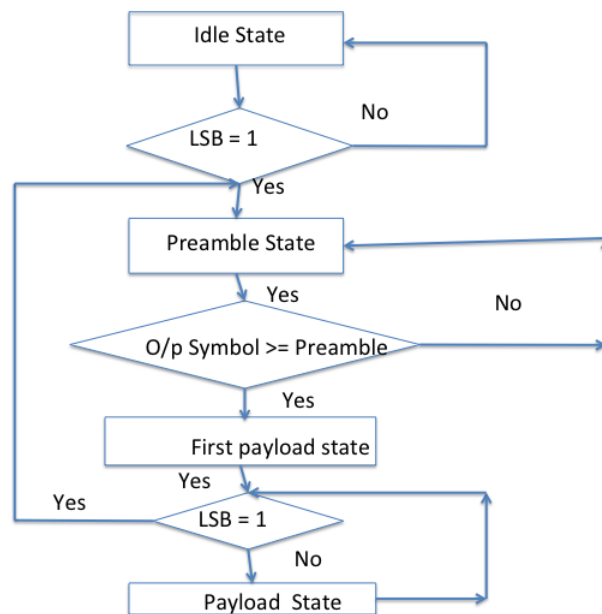 Idle State
No
LSB = 1
Yes
Preamble State
Yes
No
O/p Symbol >= Preamble
Yes
First payload state
Yes
Yes
LSB = 1
No
Payload State